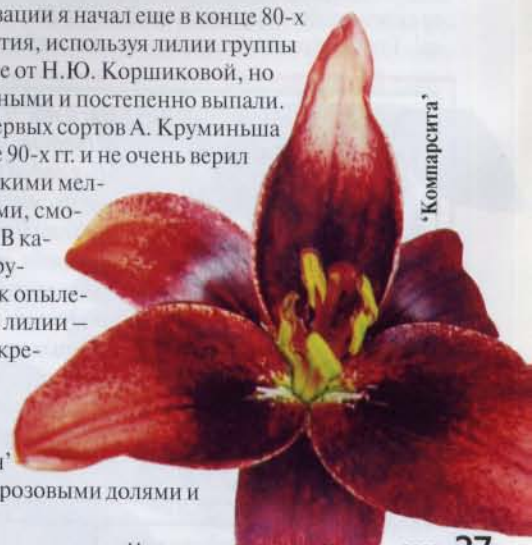 зации я начал еще в конце 80-х
тия, используя лилии группы
е от Н.Ю. Коршиковой, но
ными и постепенно выпали.
ервых сортов А. Круминьша
е 90-х гг. и не очень верил
кими мел-
ми, смо-
В ка-
ру-
к опыле-
лилии –
кре-
’
розовыми долями и
‘Компарсита’
27